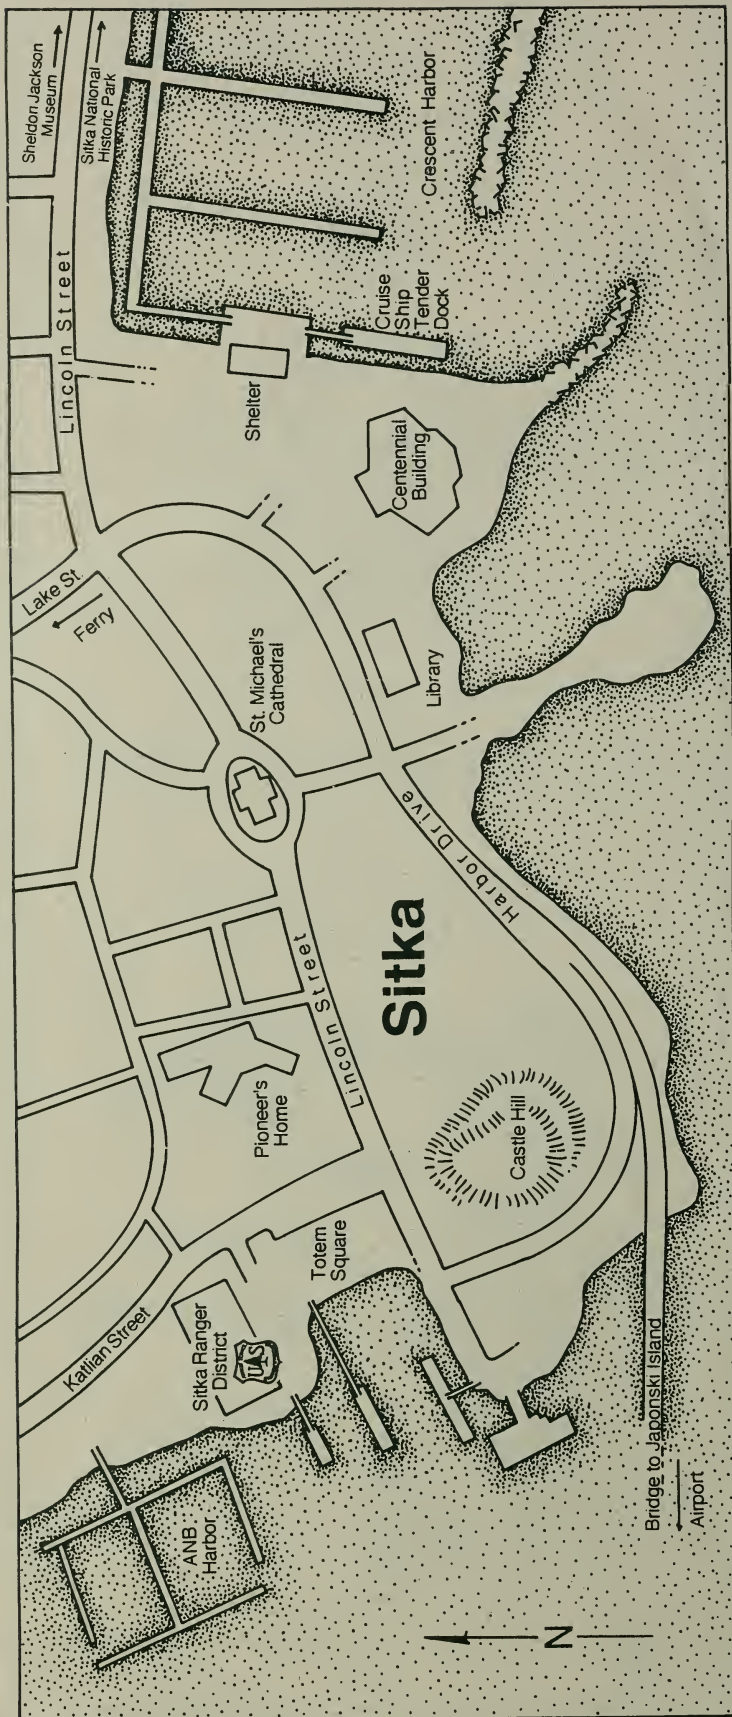 Sheldon Jackson
Museum
Sitka National
Historic Park
Lincoln Street
Crescent Harbor
Cruise
Ship
Tender
Dock
Shelter
Centennial
Building
Lake St.
Ferry
St. Michael's
Cathedral
Library
Harbor Drive
Sitka
Lincoln Street
Pioneer's
Home
Castle Hill
Totem
Square
Katlian Street
Sitka Ranger
District
U A S
ANB
Harbor
Bridge to Japonski Island
Airport
N